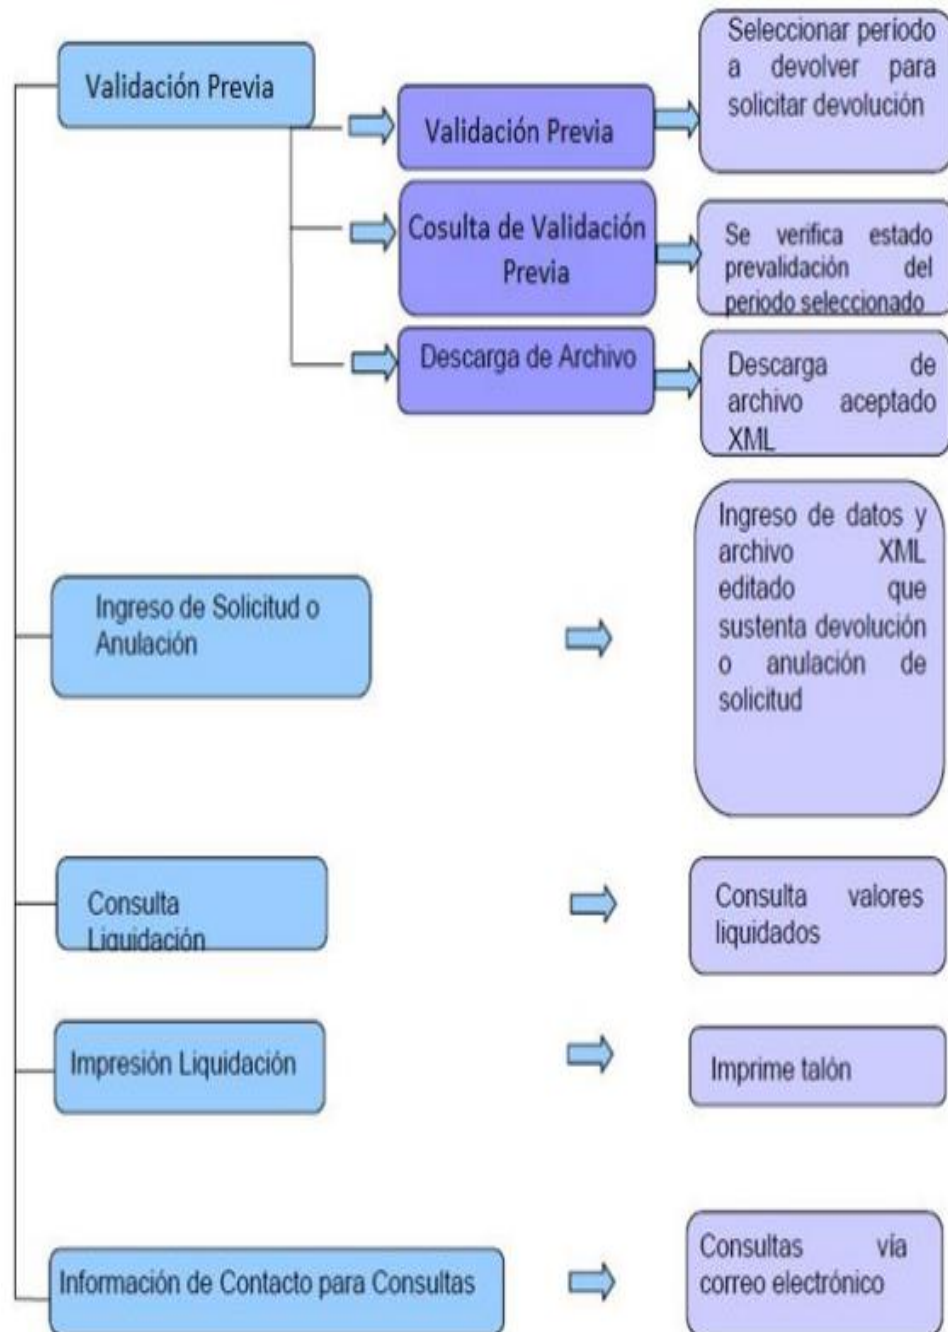 Validación Previa
Validación Previa
Seleccionar período
a devolver para
solicitar devolución
Cosulta de Validación
Previa
Se verifica estado
prevalidación del
periodo seleccionado
Descarga de Archivo
Descarga de
archivo aceptado
XML
Ingreso de Solicitud o
Anulación
Ingreso de datos y
archivo XML
editado que
sustenta devolución
o anulación de
solicitud
Consulta
Liquidación
Consulta valores
liquidados
Impresión Liquidación
Imprime talón
Información de Contacto para Consultas
Consultas vía
correo electrónico